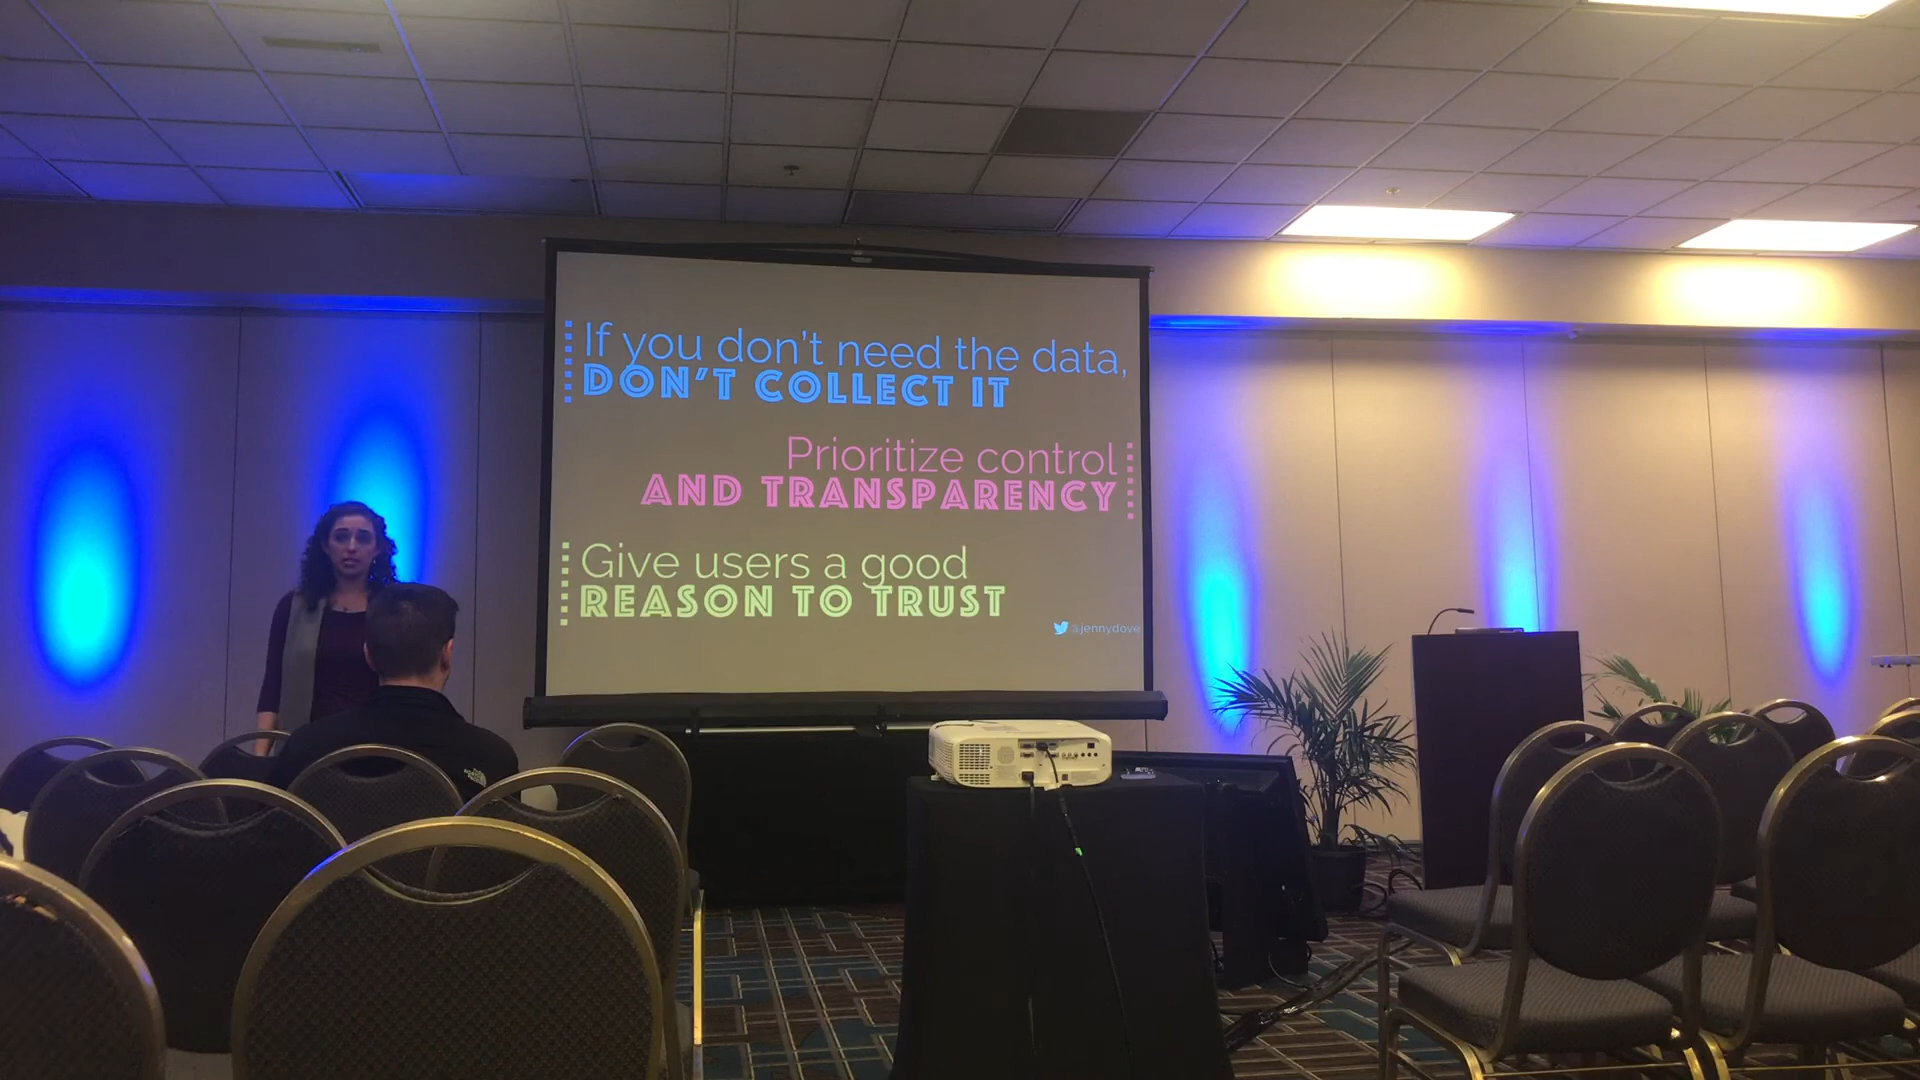 If you don't need the data,
DON'T COLLECT IT
Prioritize control
AND TRANSPARENCY
Give users a good
REASON TO TRUST
ajennydove